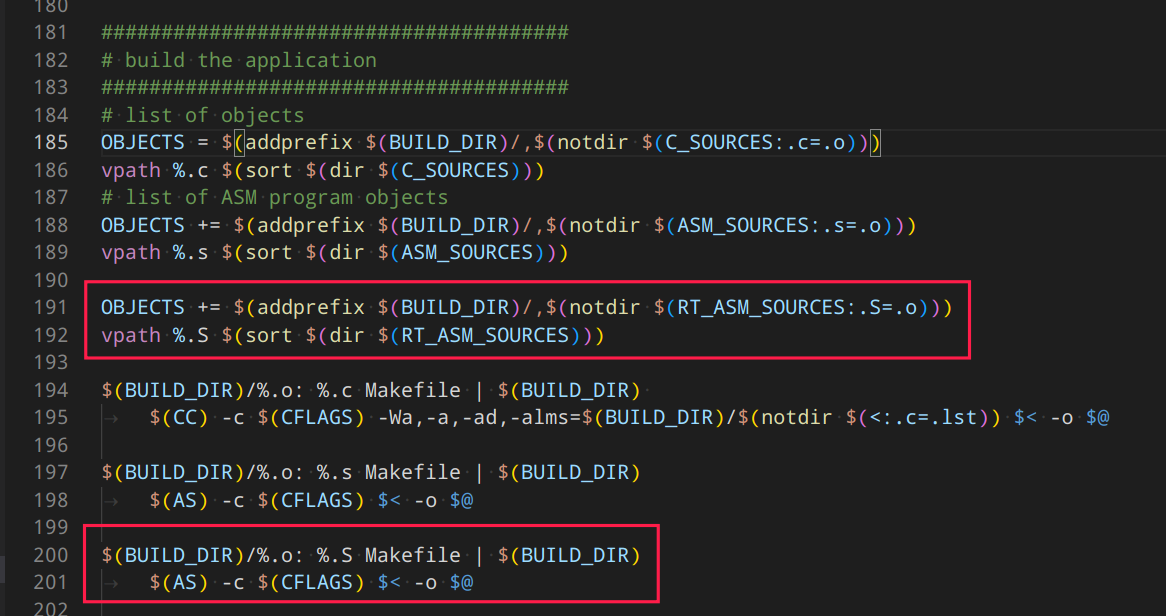 180
181 #######################################
182 # build the application
183 #######################################
184 # list of objects
185 OBJECTS = $(addprefix $(BUILD_DIR)/,$(notdir $(C_SOURCES:.c=.o)))
186 vpath %.c $(sort $(dir $(C_SOURCES)))
187 # list of ASM program objects
188 OBJECTS += $(addprefix $(BUILD_DIR)/,$(notdir $(ASM_SOURCES:.s=.o)))
189 vpath %.s $(sort $(dir $(ASM_SOURCES)))
190
191 OBJECTS += $(addprefix $(BUILD_DIR)/,$(notdir $(RT_ASM_SOURCES:.S=.o)))
192 vpath %.S $(sort $(dir $(RT_ASM_SOURCES)))
193
194 $(BUILD_DIR)/%.o: %.c Makefile | $(BUILD_DIR)
195 $(CC) -c $(CFLAGS) -Wa,-a,-ad,-alms=$(BUILD_DIR)/$(notdir $(<:.c=.lst)) $< -o $@
196
197 $(BUILD_DIR)/%.o: %.s Makefile | $(BUILD_DIR)
198 $(AS) -c $(CFLAGS) $< -o $@
199
200 $(BUILD_DIR)/%.o: %.S Makefile | $(BUILD_DIR)
201 $(AS) -c $(CFLAGS) $< -o $@
202